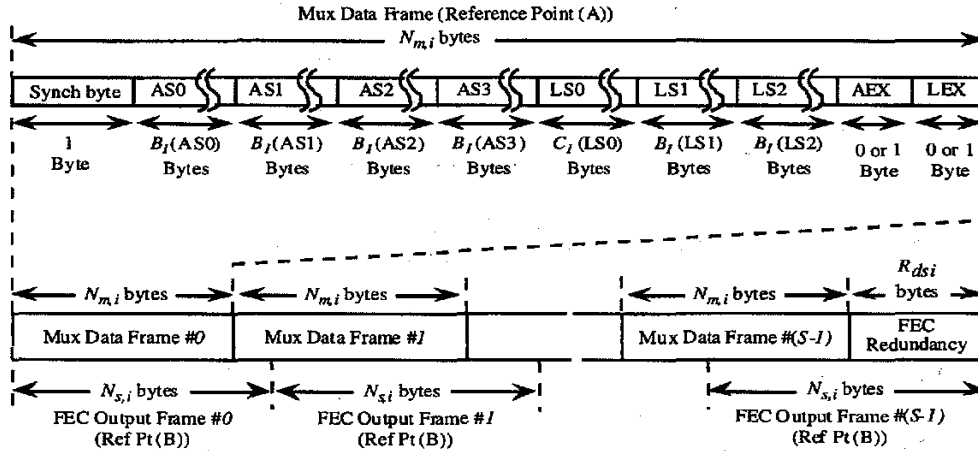 Mux Data Frame (Reference Point (A))
N_{m,i} bytes
Synch byte AS0 AS1 AS2 AS3 LS0 LS1 LS2 AEX LEX
1 Byte
B_I(AS0) Bytes
B_I(AS1) Bytes
B_I(AS2) Bytes
B_I(AS3) Bytes
C_I(LS0) Bytes
B_I(LS1) Bytes
B_I(LS2) Bytes
0 or 1 Byte
0 or 1 Byte
N_{m,i} bytes
N_{m,i} bytes
N_{m,i} bytes
R_{dsi} bytes
Mux Data Frame #0
Mux Data Frame #1
Mux Data Frame #(S-1)
FEC Redundancy
N_{s,i} bytes
N_{s,i} bytes
N_{s,i} bytes
FEC Output Frame #0
(Ref Pt (B))
FEC Output Frame #1
(Ref Pt (B))
FEC Output Frame #(S-1)
(Ref Pt (B))